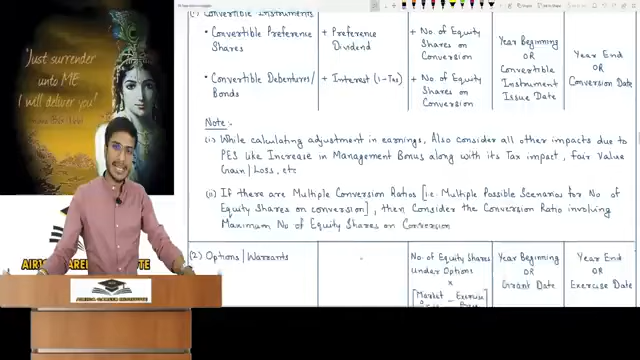 (1) Convertible Instruments
• Convertible Preference
Shares
+ Preference
Dividend
+ No. of Equity
Shares on
Conversion
Year Beginning
OR
Convertible
Instrument
Issue Date
Year End
OR
Conversion Date
• Convertible Debentures/
Bonds
+ Interest (1-Tax)
+ No. of Equity
Shares on
Conversion
Note:-
(i) While calculating adjustment in earnings, Also consider all other impacts due to
PES like Increase in Management Bonus along with its Tax impact, Fair Value
Gain/Loss, etc
(ii) If there are Multiple Conversion Ratios [i.e. Multiple Possible Scenarios for No of
Equity Shares on conversion], then Consider the Conversion Ratio involving
Maximum No of Equity Shares on Conversion
(2) Options/Warrants
No of Equity Shares
under Options
x
[Market - Exercise
Year Beginning
OR
Grant Date
Year End
OR
Exercise Date
"Just surrender
unto ME
I will deliver you"
AIR1CA CAREER INSTITUTE